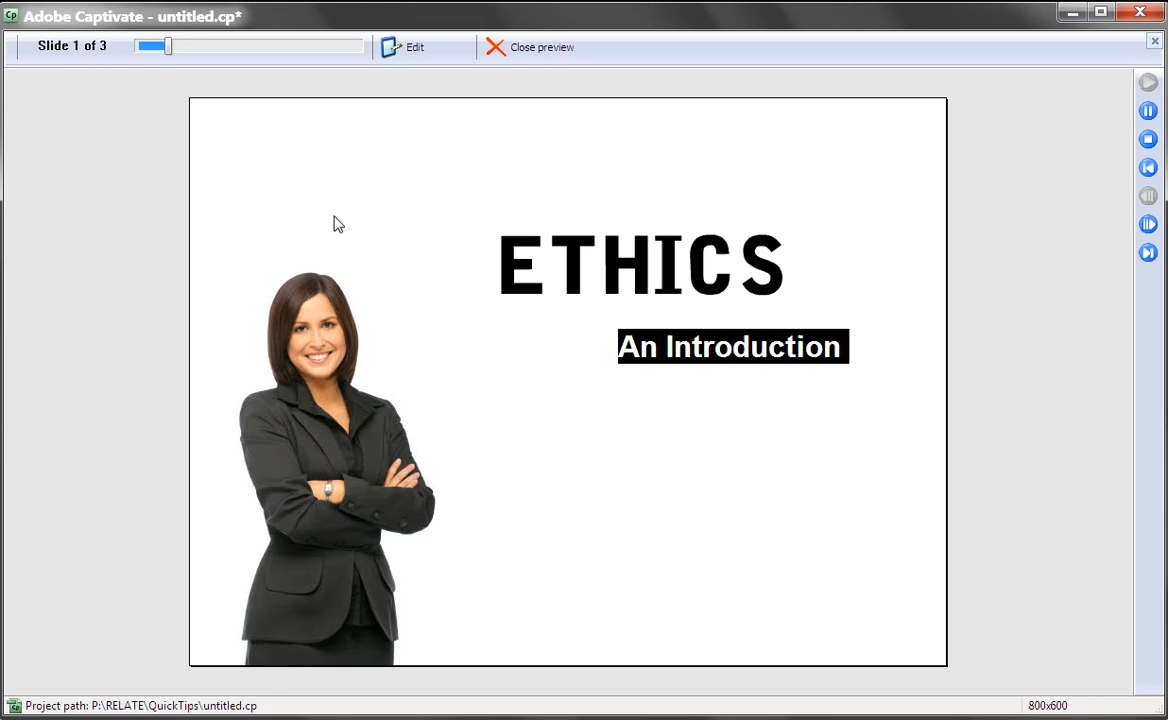 Adobe Captivate - untitled.cp*
Slide 1 of 3
Edit
Close preview
ETHICS
An Introduction
Project path: P:\RELATE\QuickTips\untitled.cp
800x600